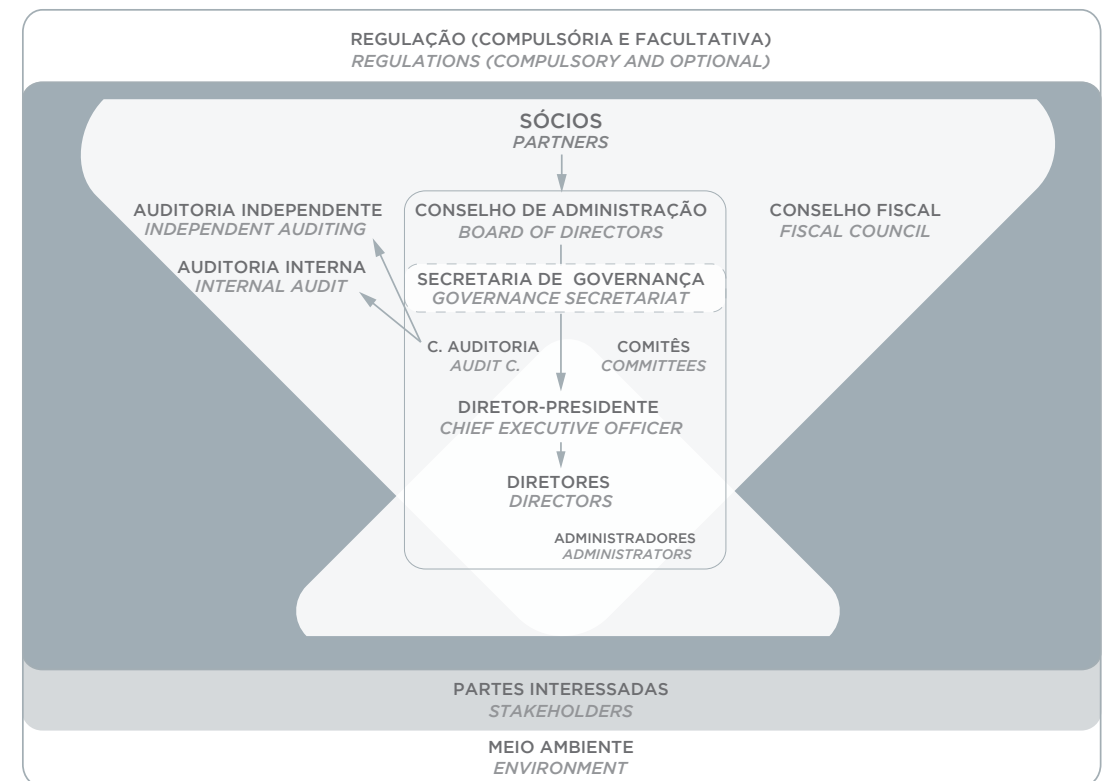 REGULAÇÃO (COMPULSÓRIA E FACULTATIVA)
REGULATIONS (COMPULSORY AND OPTIONAL)
SÓCIOS
PARTNERS
AUDITORIA INDEPENDENTE
INDEPENDENT AUDITING
CONSELHO DE ADMINISTRAÇÃO
BOARD OF DIRECTORS
CONSELHO FISCAL
FISCAL COUNCIL
AUDITORIA INTERNA
INTERNAL AUDIT
SECRETARIA DE GOVERNANÇA
GOVERNANCE SECRETARIAT
C. AUDITORIA
AUDIT C.
COMITÊS
COMMITTEES
DIRETOR-PRESIDENTE
CHIEF EXECUTIVE OFFICER
DIRETORES
DIRECTORS
ADMINISTRADORES
ADMINISTRATORS
PARTES INTERESSADAS
STAKEHOLDERS
MEIO AMBIENTE
ENVIRONMENT